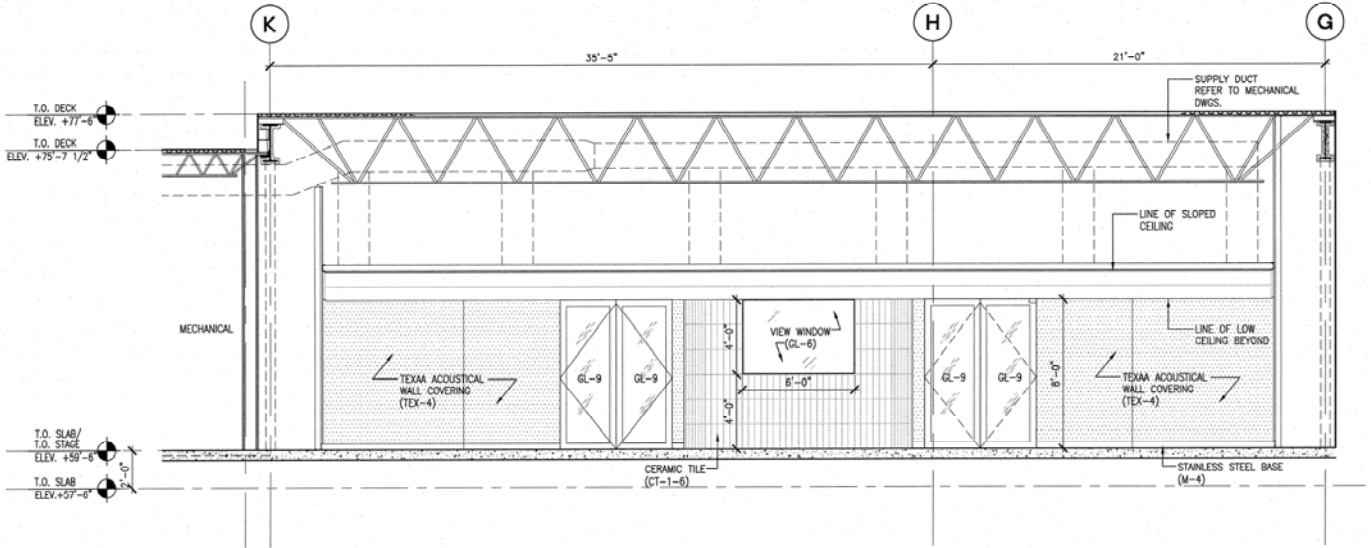 K
H
G
35'-5"
21'-0"
SUPPLY DUCT
REFER TO MECHANICAL
DWGS.
T.O. DECK
ELEV. +77'-6"
T.O. DECK
ELEV. +75'-7 1/2"
LINE OF SLOPED
CEILING
MECHANICAL
VIEW WINDOW
(GL-6)
4'-0"
LINE OF LOW
CEILING BEYOND
GL-9
GL-9
GL-9
GL-9
TEXAA ACOUSTICAL
WALL COVERING
(TEX-4)
6'-0"
8'-0"
TEXAA ACOUSTICAL
WALL COVERING
(TEX-4)
4'-0"
T.O. SLAB/
T.O. STAGE
ELEV. +59'-6"
2'-0"
T.O. SLAB
ELEV.+57'-6"
CERAMIC TILE
(CT-1-6)
STAINLESS STEEL BASE
(M-4)